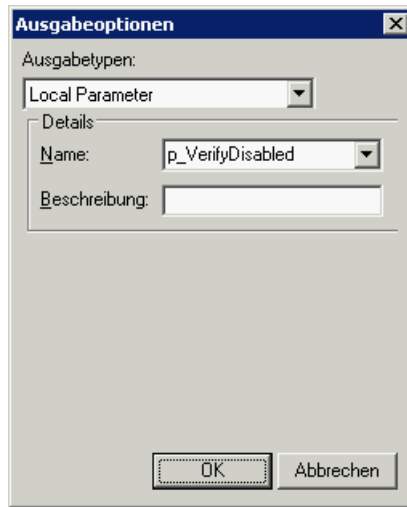 Ausgabeoptionen
Ausgabetypen:
Local Parameter
Details
Name: p_VerifyDisabled
Beschreibung:
OK Abbrechen